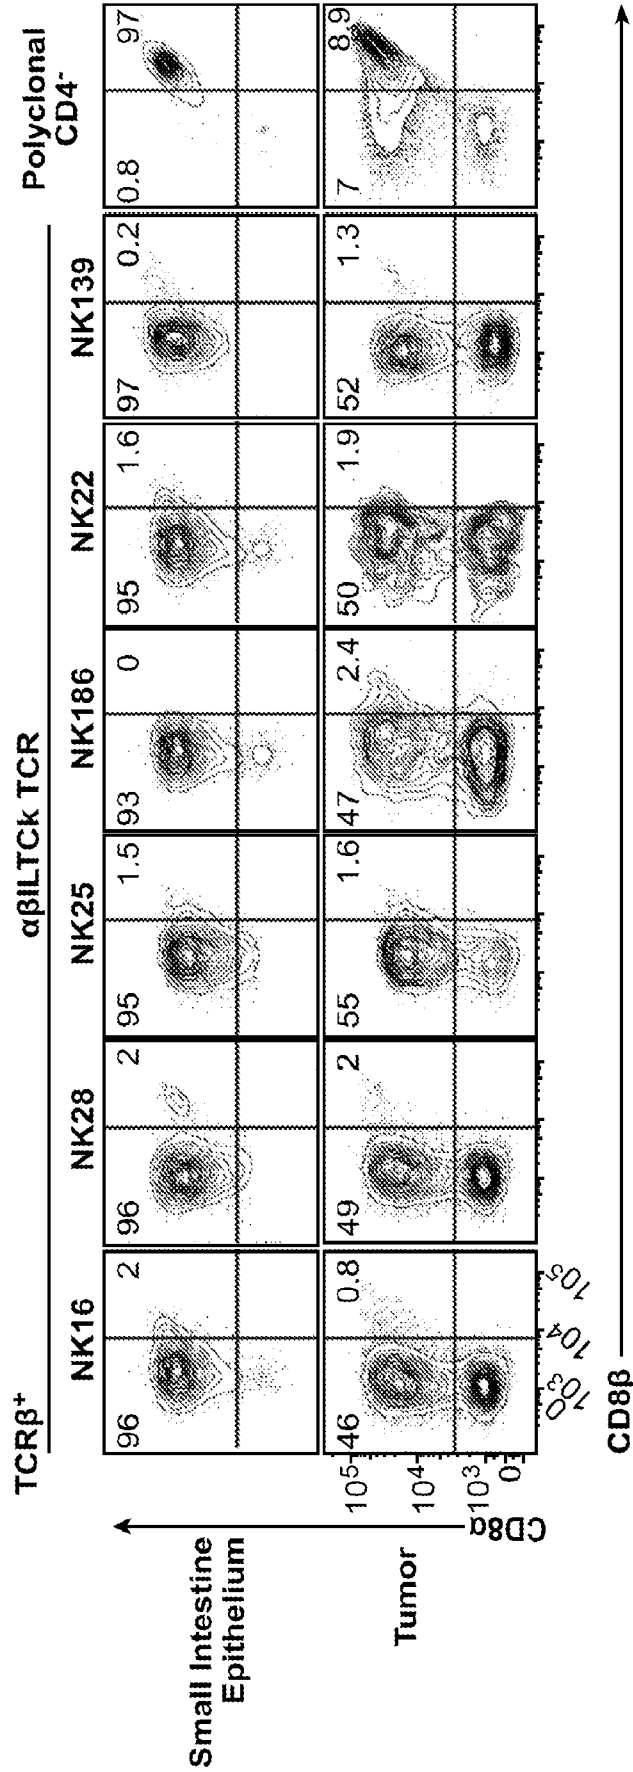 TCRβ⁺
αβILTCk TCR
Polyclonal
CD4⁻
NK16
NK28
NK25
NK186
NK22
NK139
Small Intestine
Epithelium
96 2
96 2
95 1.5
93 0
95 1.6
97 0.2
0.8 97
Tumor
46 0.8
49 2
55 1.6
47 2.4
50 1.9
52 1.3
7 8.9
10⁵
10⁴
10³
0
CD8α
0 10³ 10⁴ 10⁵
CD8β